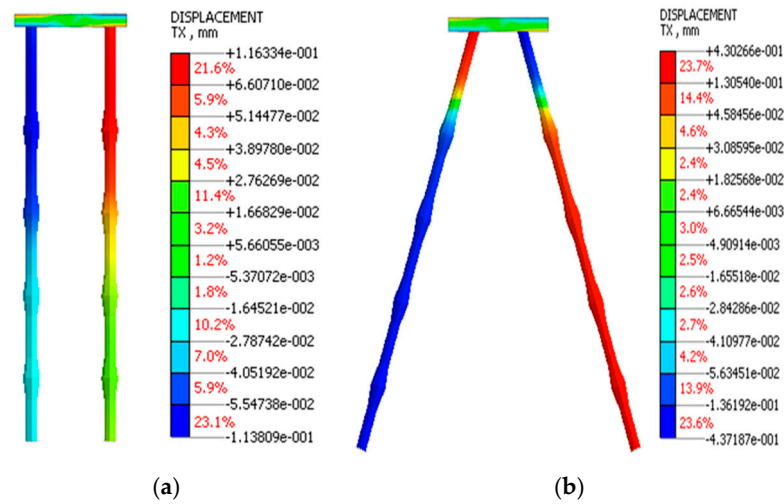 DISPLACEMENT
TX , mm
+1.16334e-001
21.6%
+6.60710e-002
5.9%
+5.14477e-002
4.3%
+3.89780e-002
4.5%
+2.76269e-002
11.4%
+1.66829e-002
3.2%
+5.66055e-003
1.2%
-5.37072e-003
1.8%
-1.64521e-002
10.2%
-2.78742e-002
7.0%
-4.05192e-002
5.9%
-5.54738e-002
23.1%
-1.13809e-001
(a)
DISPLACEMENT
TX , mm
+4.30266e-001
23.7%
+1.30540e-001
14.4%
+4.58456e-002
4.6%
+3.08595e-002
2.4%
+1.82568e-002
2.4%
+6.66544e-003
3.0%
-4.90914e-003
2.5%
-1.65518e-002
2.6%
-2.84286e-002
2.7%
-4.10977e-002
4.2%
-5.63451e-002
13.9%
-1.36192e-001
23.6%
-4.37187e-001
(b)